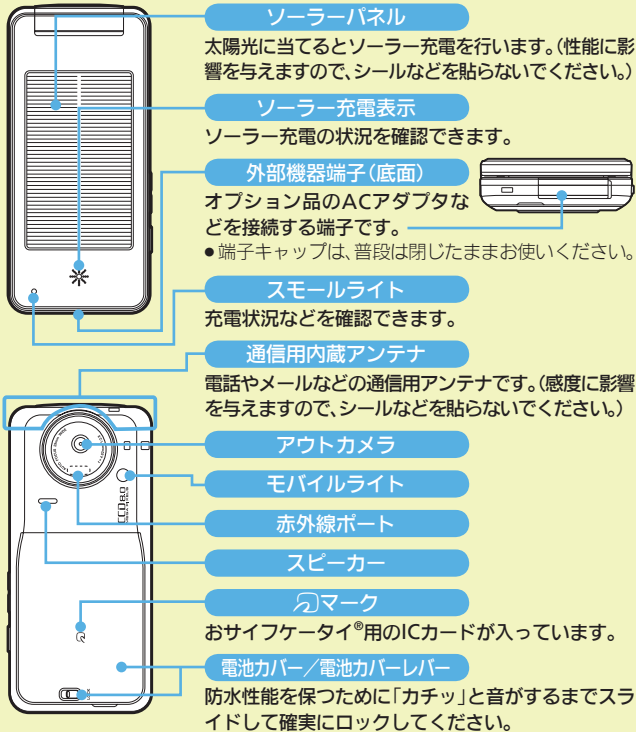 ソーラーパネル
太陽光に当てるとソーラー充電を行います。(性能に影
響を与えますので、シールなどを貼らないでください。)
ソーラー充電表示
ソーラー充電の状況を確認できます。
外部機器端子(底面)
オプション品のACアダプタな
どを接続する端子です。
●端子キャップは、普段は閉じたままお使いください。
スモールライト
充電状況などを確認できます。
通信用内蔵アンテナ
電話やメールなどの通信用アンテナです。(感度に影響
を与えますので、シールなどを貼らないでください。)
アウトカメラ
モバイルライト
赤外線ポート
スピーカー
マーク
おサイフケータイ®用のICカードが入っています。
電池カバー/電池カバーレバー
防水性能を保つために「カチッ」と音がするまでスラ
イドして確実にロックしてください。
CCD 8.0